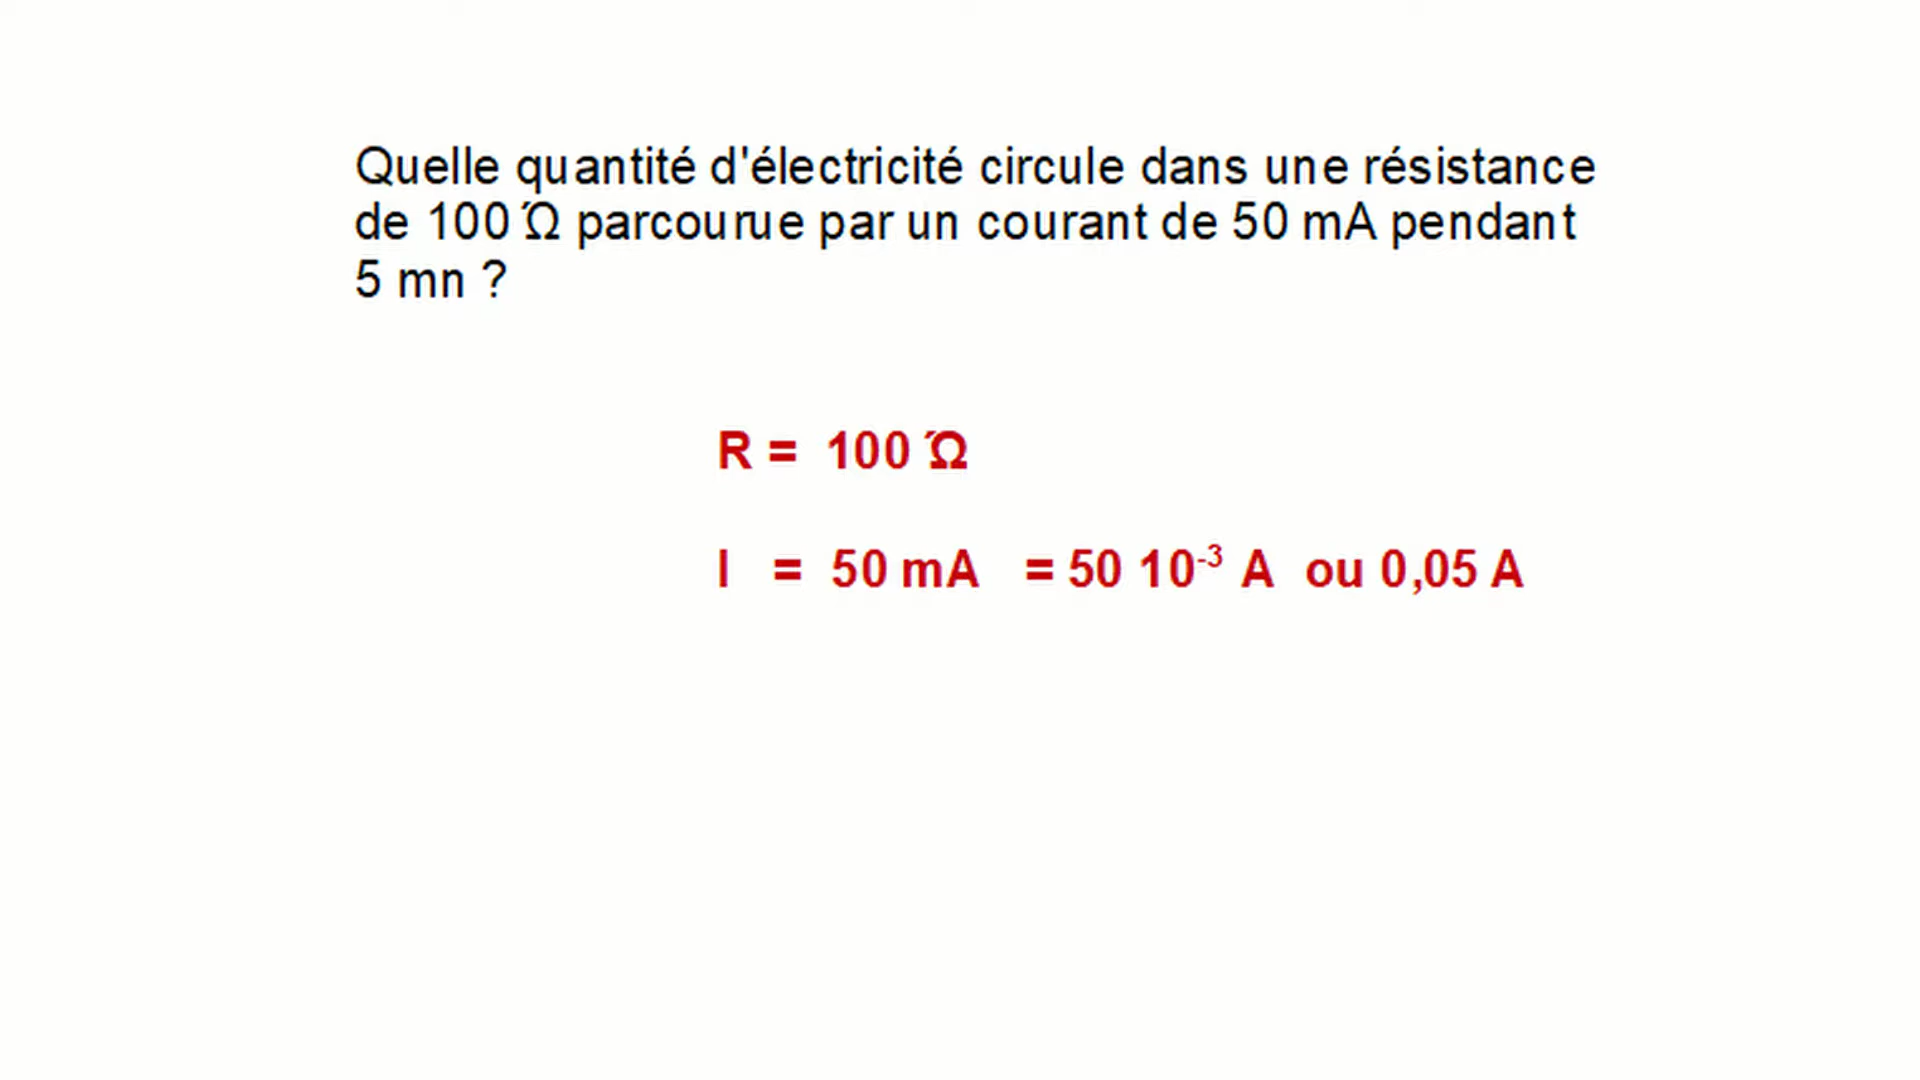 Quelle quantité d'électricité circule dans une résistance
de 100 Ώ parcourue par un courant de 50 mA pendant
5 mn ?
R = 100 Ώ
I = 50 mA = 50 10⁻³ A ou 0,05 A